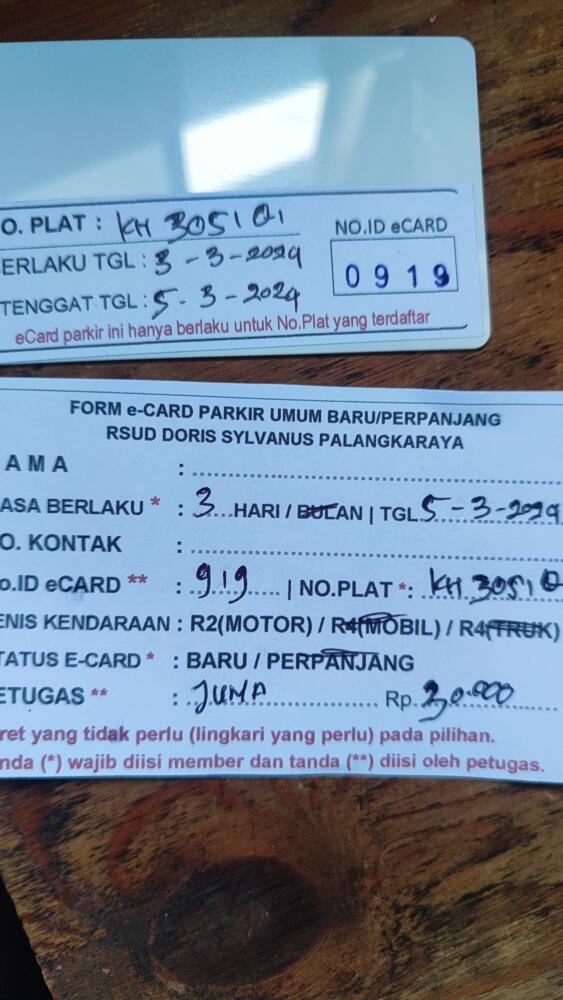 O. PLAT : KH 3051 QI
ERLAKU TGL : 3 - 3 - 2024
TENGGAT TGL : 5 - 3 - 2024
NO.ID eCARD
0919
eCard parkir ini hanya berlaku untuk No.Plat yang terdaftar
FORM e-CARD PARKIR UMUM BARU/PERPANJANG
RSUD DORIS SYLVANUS PALANGKARAYA
AMA :
ASA BERLAKU * : 3 HARI / BULAN | TGL 5 - 3 - 2024
O. KONTAK :
o.ID eCARD ** : 919 | NO.PLAT *: KH 3051 Q
ENIS KENDARAAN : R2(MOTOR) / R4(MOBIL) / R4(TRUK)
TATUS E-CARD * : BARU / PERPANJANG
ETUGAS ** : JUMA Rp. 30.000
ret yang tidak perlu (lingkari yang perlu) pada pilihan.
nda (*) wajib diisi member dan tanda (**) diisi oleh petugas.